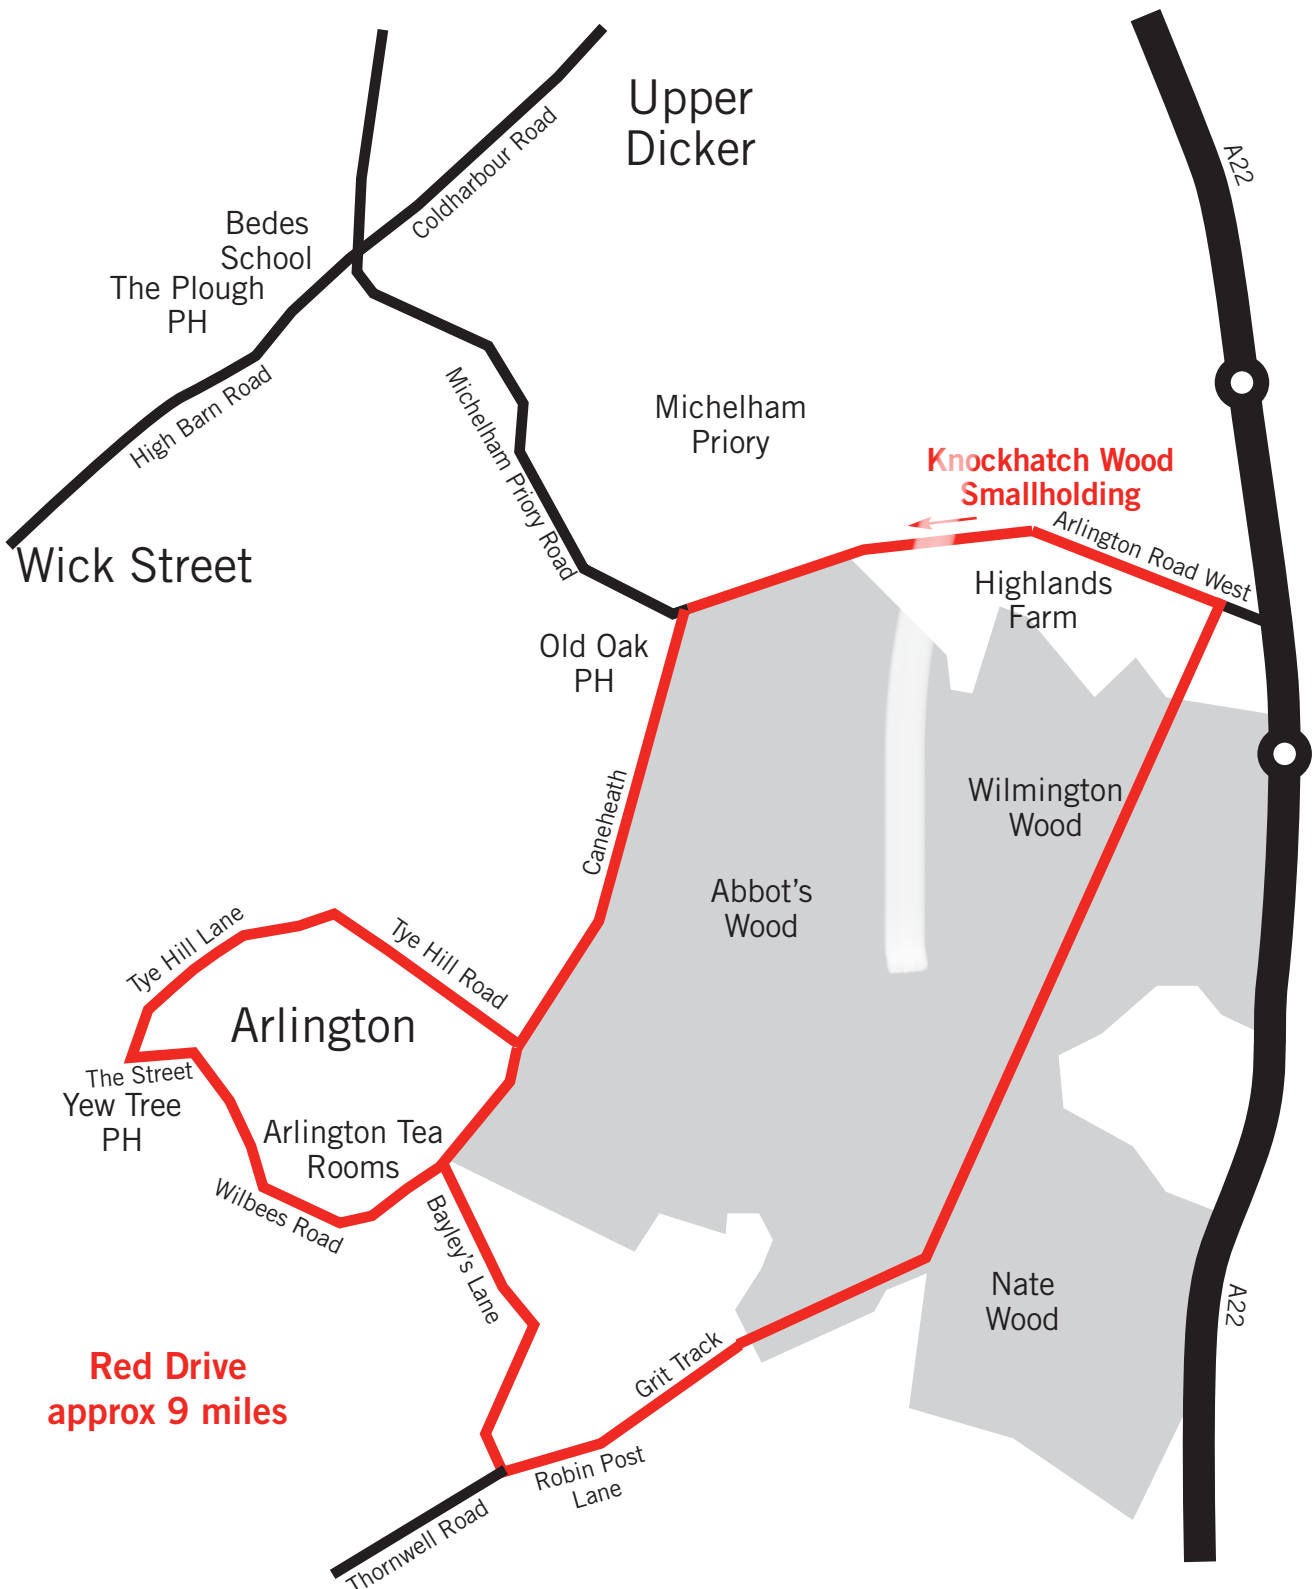 Upper
Dicker
A22
Coldharbour Road
Bedes
School
The Plough
PH
High Barn Road
Michelham Priory Road
Michelham
Priory
Knockhatch Wood
Smallholding
Arlington Road West
Wick Street
Highlands
Farm
Old Oak
PH
Caneheath
Wilmington
Wood
Abbot's
Wood
Tye Hill Lane
Tye Hill Road
Arlington
The Street
Yew Tree
PH
Arlington Tea
Rooms
Wilbees Road
Bayley's Lane
Nate
Wood
A22
Grit Track
Red Drive
approx 9 miles
Robin Post
Lane
Thornwell Road